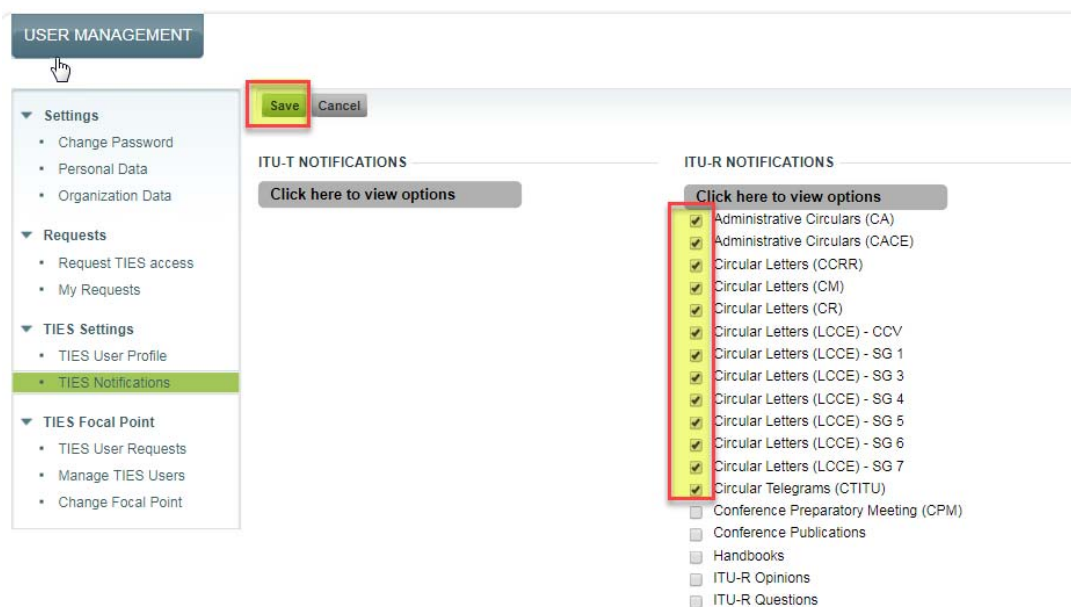 USER MANAGEMENT
Settings
Change Password
Personal Data
Organization Data
Requests
Request TIES access
My Requests
TIES Settings
TIES User Profile
TIES Notifications
TIES Focal Point
TIES User Requests
Manage TIES Users
Change Focal Point
Save Cancel
ITU-T NOTIFICATIONS
Click here to view options
ITU-R NOTIFICATIONS
Click here to view options
Administrative Circulars (CA)
Administrative Circulars (CACE)
Circular Letters (CCRR)
Circular Letters (CM)
Circular Letters (CR)
Circular Letters (LCCE) - CCV
Circular Letters (LCCE) - SG 1
Circular Letters (LCCE) - SG 3
Circular Letters (LCCE) - SG 4
Circular Letters (LCCE) - SG 5
Circular Letters (LCCE) - SG 6
Circular Letters (LCCE) - SG 7
Circular Telegrams (CTITU)
Conference Preparatory Meeting (CPM)
Conference Publications
Handbooks
ITU-R Opinions
ITU-R Questions